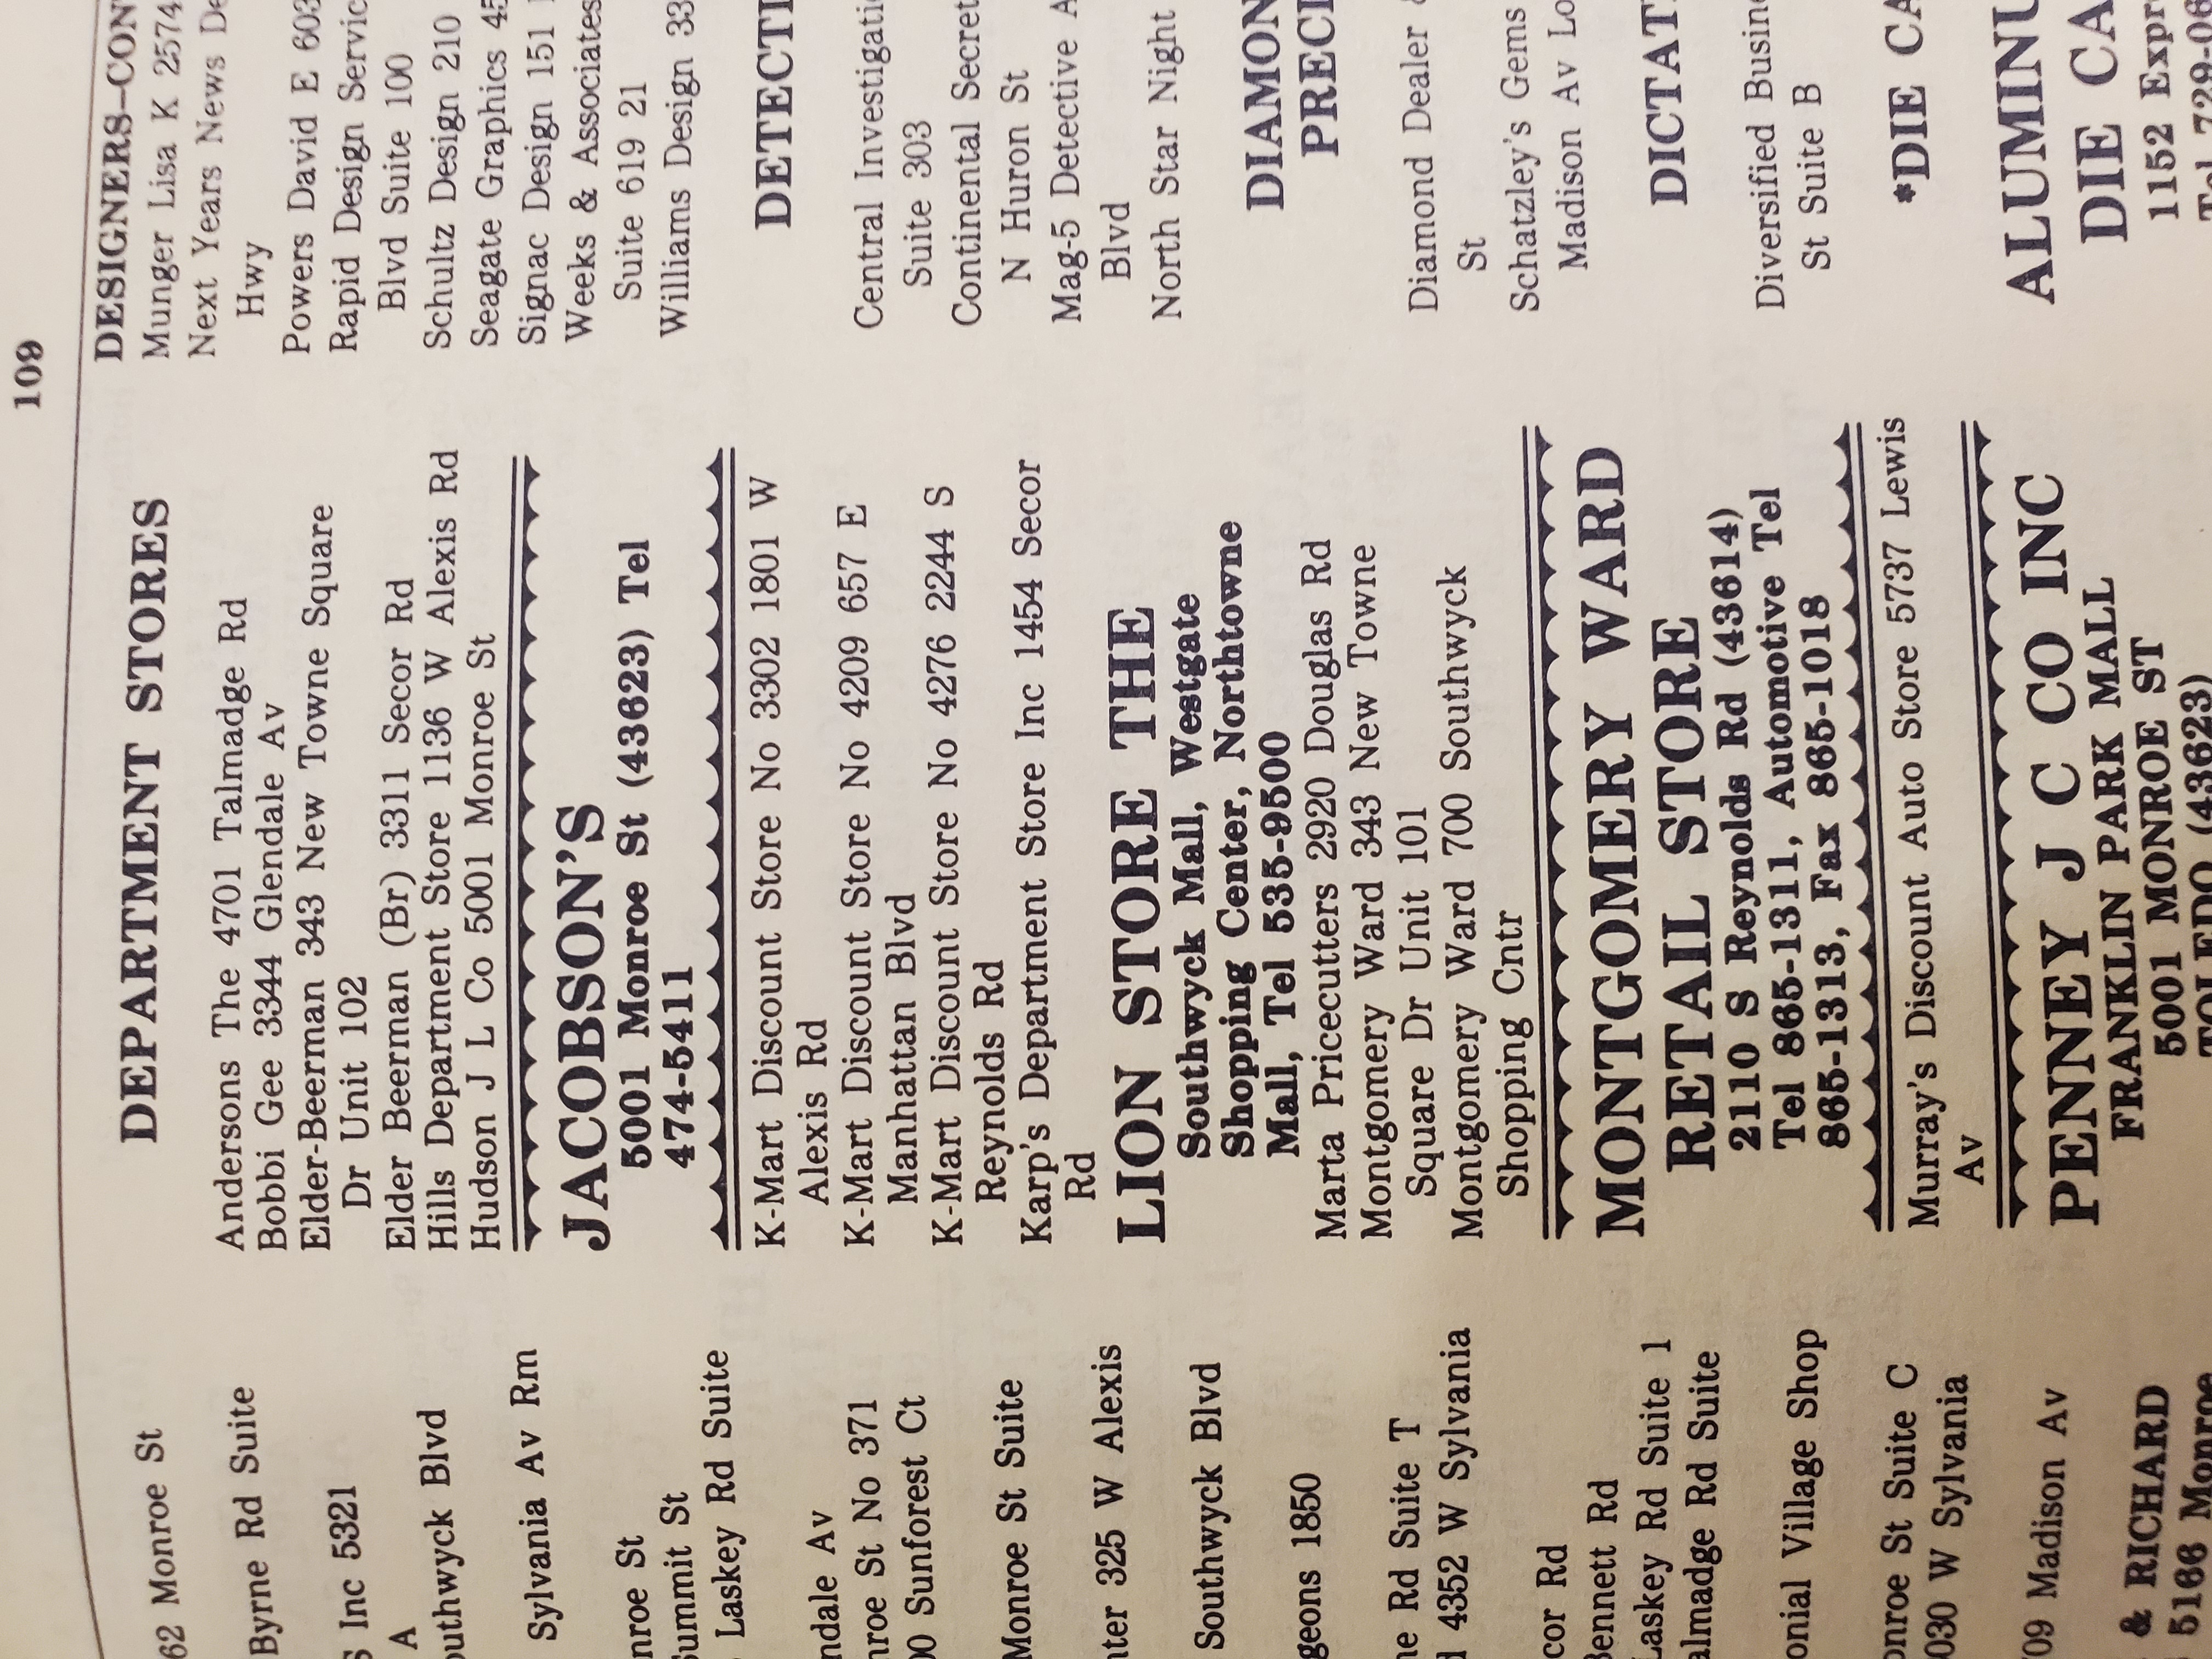 109
62 Monroe St
Byrne Rd Suite
Inc 5321
A
outhwyck Blvd
Sylvania Av Rm
nroe St
Summit St
Laskey Rd Suite
ndale Av
nroe St No 371
00 Sunforest Ct
Monroe St Suite
nter 325 W Alexis
Southwyck Blvd
geons 1850
ne Rd Suite T
4352 W Sylvania
cor Rd
Bennett Rd
Laskey Rd Suite 1
almadge Rd Suite
onial Village Shop
onroe St Suite C
030 W Sylvania
709 Madison Av
& RICHARD
5166 Monroe
DEPARTMENT STORES
Andersons The 4701 Talmadge Rd
Bobbi Gee 3344 Glendale Av
Elder-Beerman 343 New Towne Square
Dr Unit 102
Elder Beerman (Br) 3311 Secor Rd
Hills Department Store 1136 W Alexis Rd
Hudson J L Co 5001 Monroe St
JACOBSON'S
5001 Monroe St (43623) Tel
474-5411
K-Mart Discount Store No 3302 1801 W
Alexis Rd
K-Mart Discount Store No 4209 657 E
Manhattan Blvd
K-Mart Discount Store No 4276 2244 S
Reynolds Rd
Karp's Department Store Inc 1454 Secor
Rd
LION STORE THE
Southwyck Mall, Westgate
Shopping Center, Northtowne
Mall, Tel 535-9500
Marta Pricecutters 2920 Douglas Rd
Montgomery Ward 343 New Towne
Square Dr Unit 101
Montgomery Ward 700 Southwyck
Shopping Cntr
MONTGOMERY WARD
RETAIL STORE
2110 S Reynolds Rd (43614)
Tel 865-1311, Automotive Tel
865-1313, Fax 865-1018
Murray's Discount Auto Store 5737 Lewis
Av
PENNEY J C CO INC
FRANKLIN PARK MALL
5001 MONROE ST
TOLEDO (43623)
DESIGNERS-CON
Munger Lisa K 2574
Next Years News De
Hwy
Powers David E 603
Rapid Design Servic
Blvd Suite 100
Schultz Design 210
Seagate Graphics 45
Signac Design 151
Weeks & Associates
Suite 619 21
Williams Design 33
DETECTI
Central Investigati
Suite 303
Continental Secret
N Huron St
Mag-5 Detective A
Blvd
North Star Night
DIAMON
PRECI
Diamond Dealer &
St
Schatzley's Gems
Madison Av Lo
DICTAT
Diversified Busine
St Suite B
*DIE CA
ALUMINU
DIE CA
1152 Expr
Tel 729-06